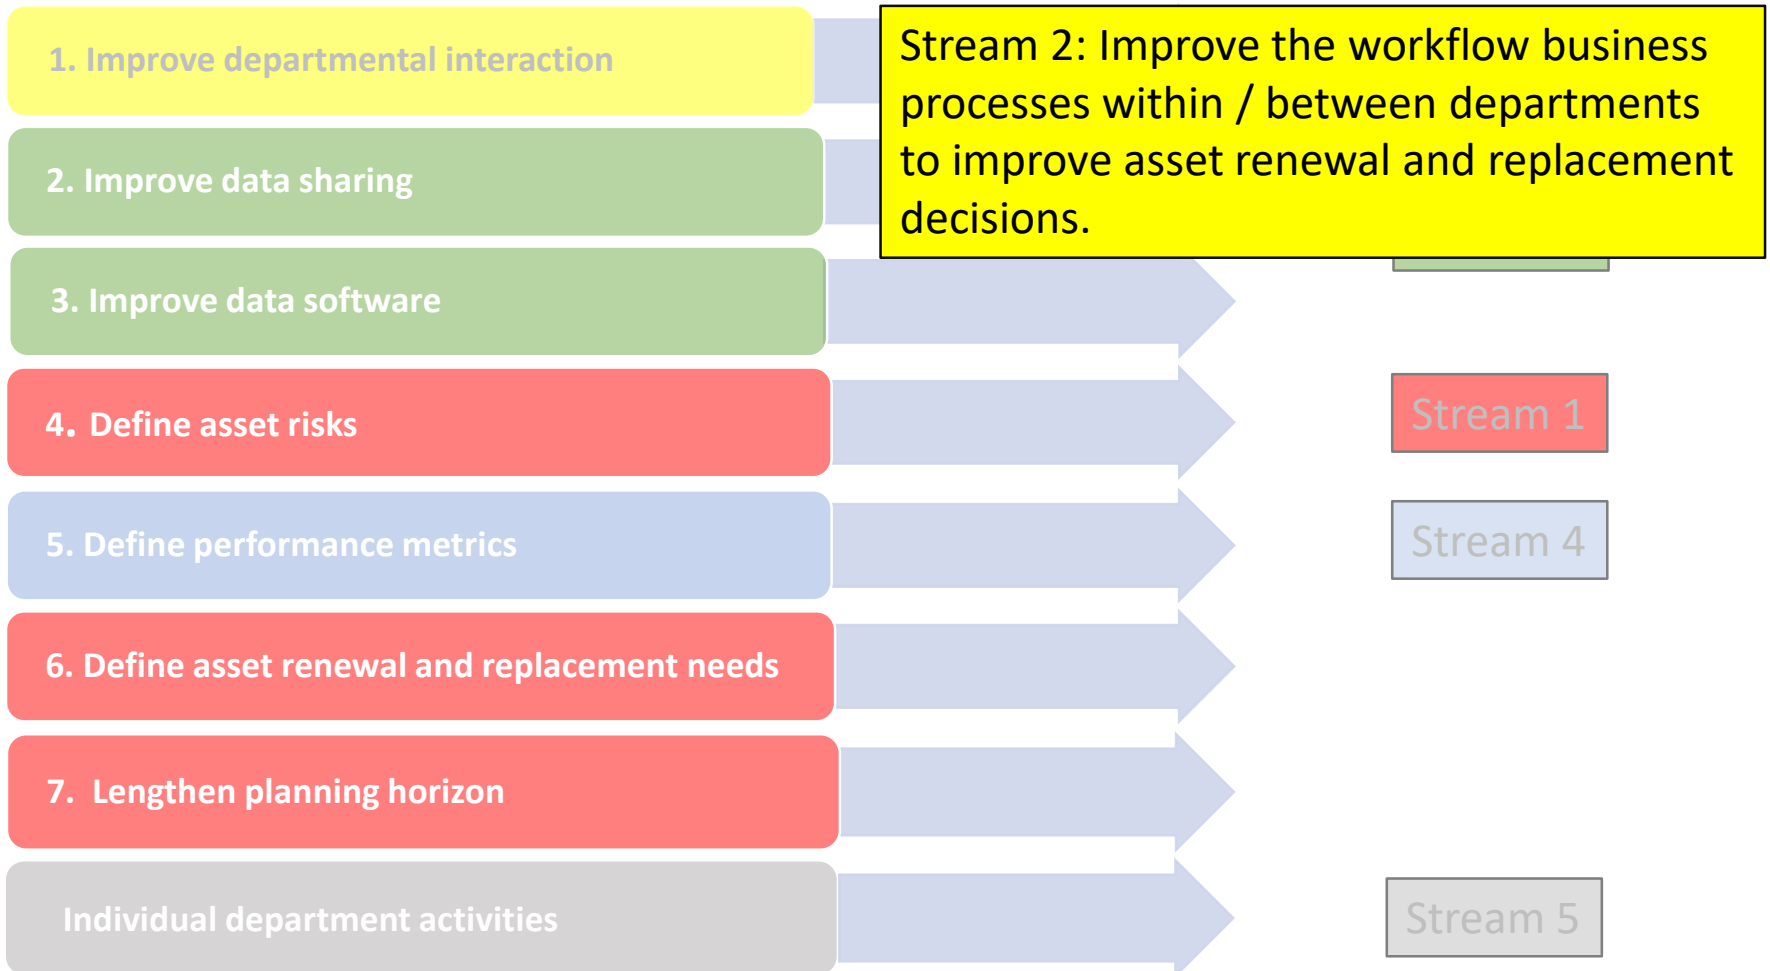 1. Improve departmental interaction
Stream 2: Improve the workflow business
processes within / between departments
to improve asset renewal and replacement
decisions.
2. Improve data sharing
3. Improve data software
4. Define asset risks
Stream 1
5. Define performance metrics
Stream 4
6. Define asset renewal and replacement needs
7. Lengthen planning horizon
Individual department activities
Stream 5